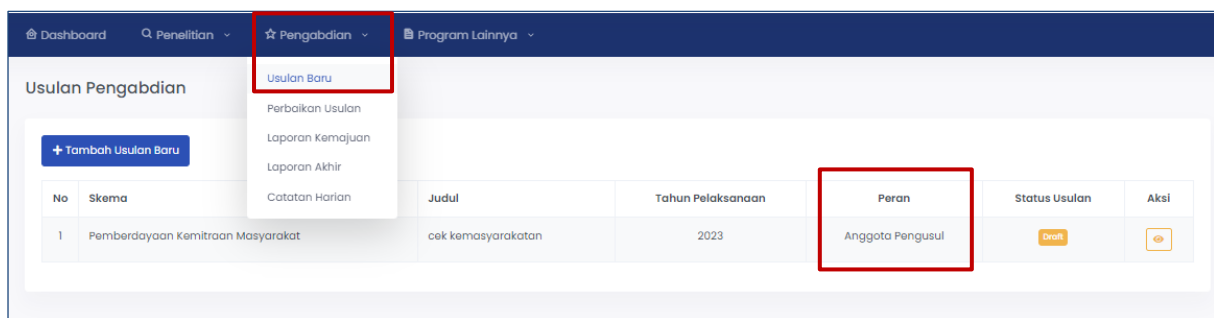 Dashboard Penelitian Pengabdian Program Lainnya
Usulan Baru
Usulan Pengabdian
Perbaikan Usulan
Laporan Kemajuan
+ Tambah Usulan Baru
Laporan Akhir
Catatan Harian
No Skema Judul Tahun Pelaksanaan Peran Status Usulan Aksi
1 Pemberdayaan Kemitraan Masyarakat cek kemasyarakatan 2023 Anggota Pengusul Draft